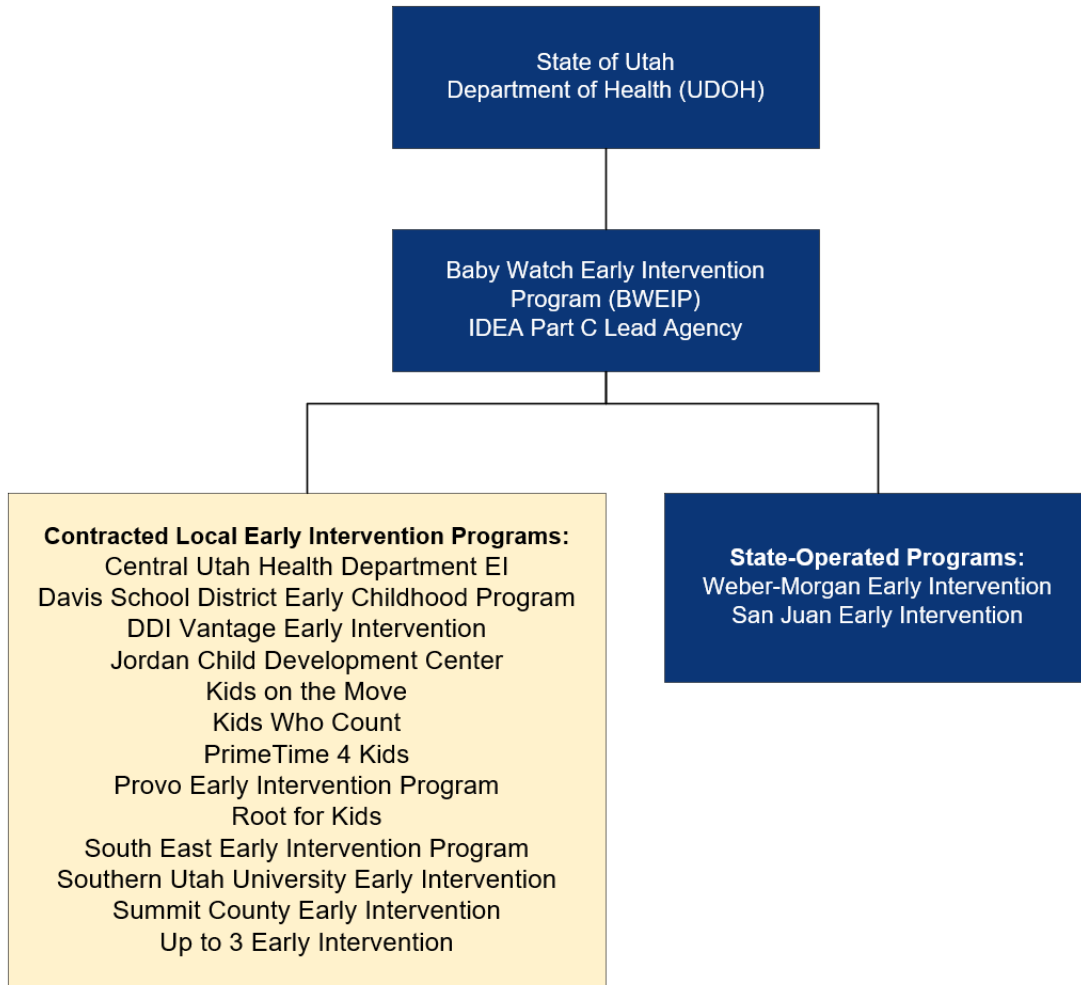 State of Utah
Department of Health (UDOH)
Baby Watch Early Intervention
Program (BWEIP)
IDEA Part C Lead Agency
Contracted Local Early Intervention Programs:
Central Utah Health Department EI
Davis School District Early Childhood Program
DDI Vantage Early Intervention
Jordan Child Development Center
Kids on the Move
Kids Who Count
PrimeTime 4 Kids
Provo Early Intervention Program
Root for Kids
South East Early Intervention Program
Southern Utah University Early Intervention
Summit County Early Intervention
Up to 3 Early Intervention
State-Operated Programs:
Weber-Morgan Early Intervention
San Juan Early Intervention